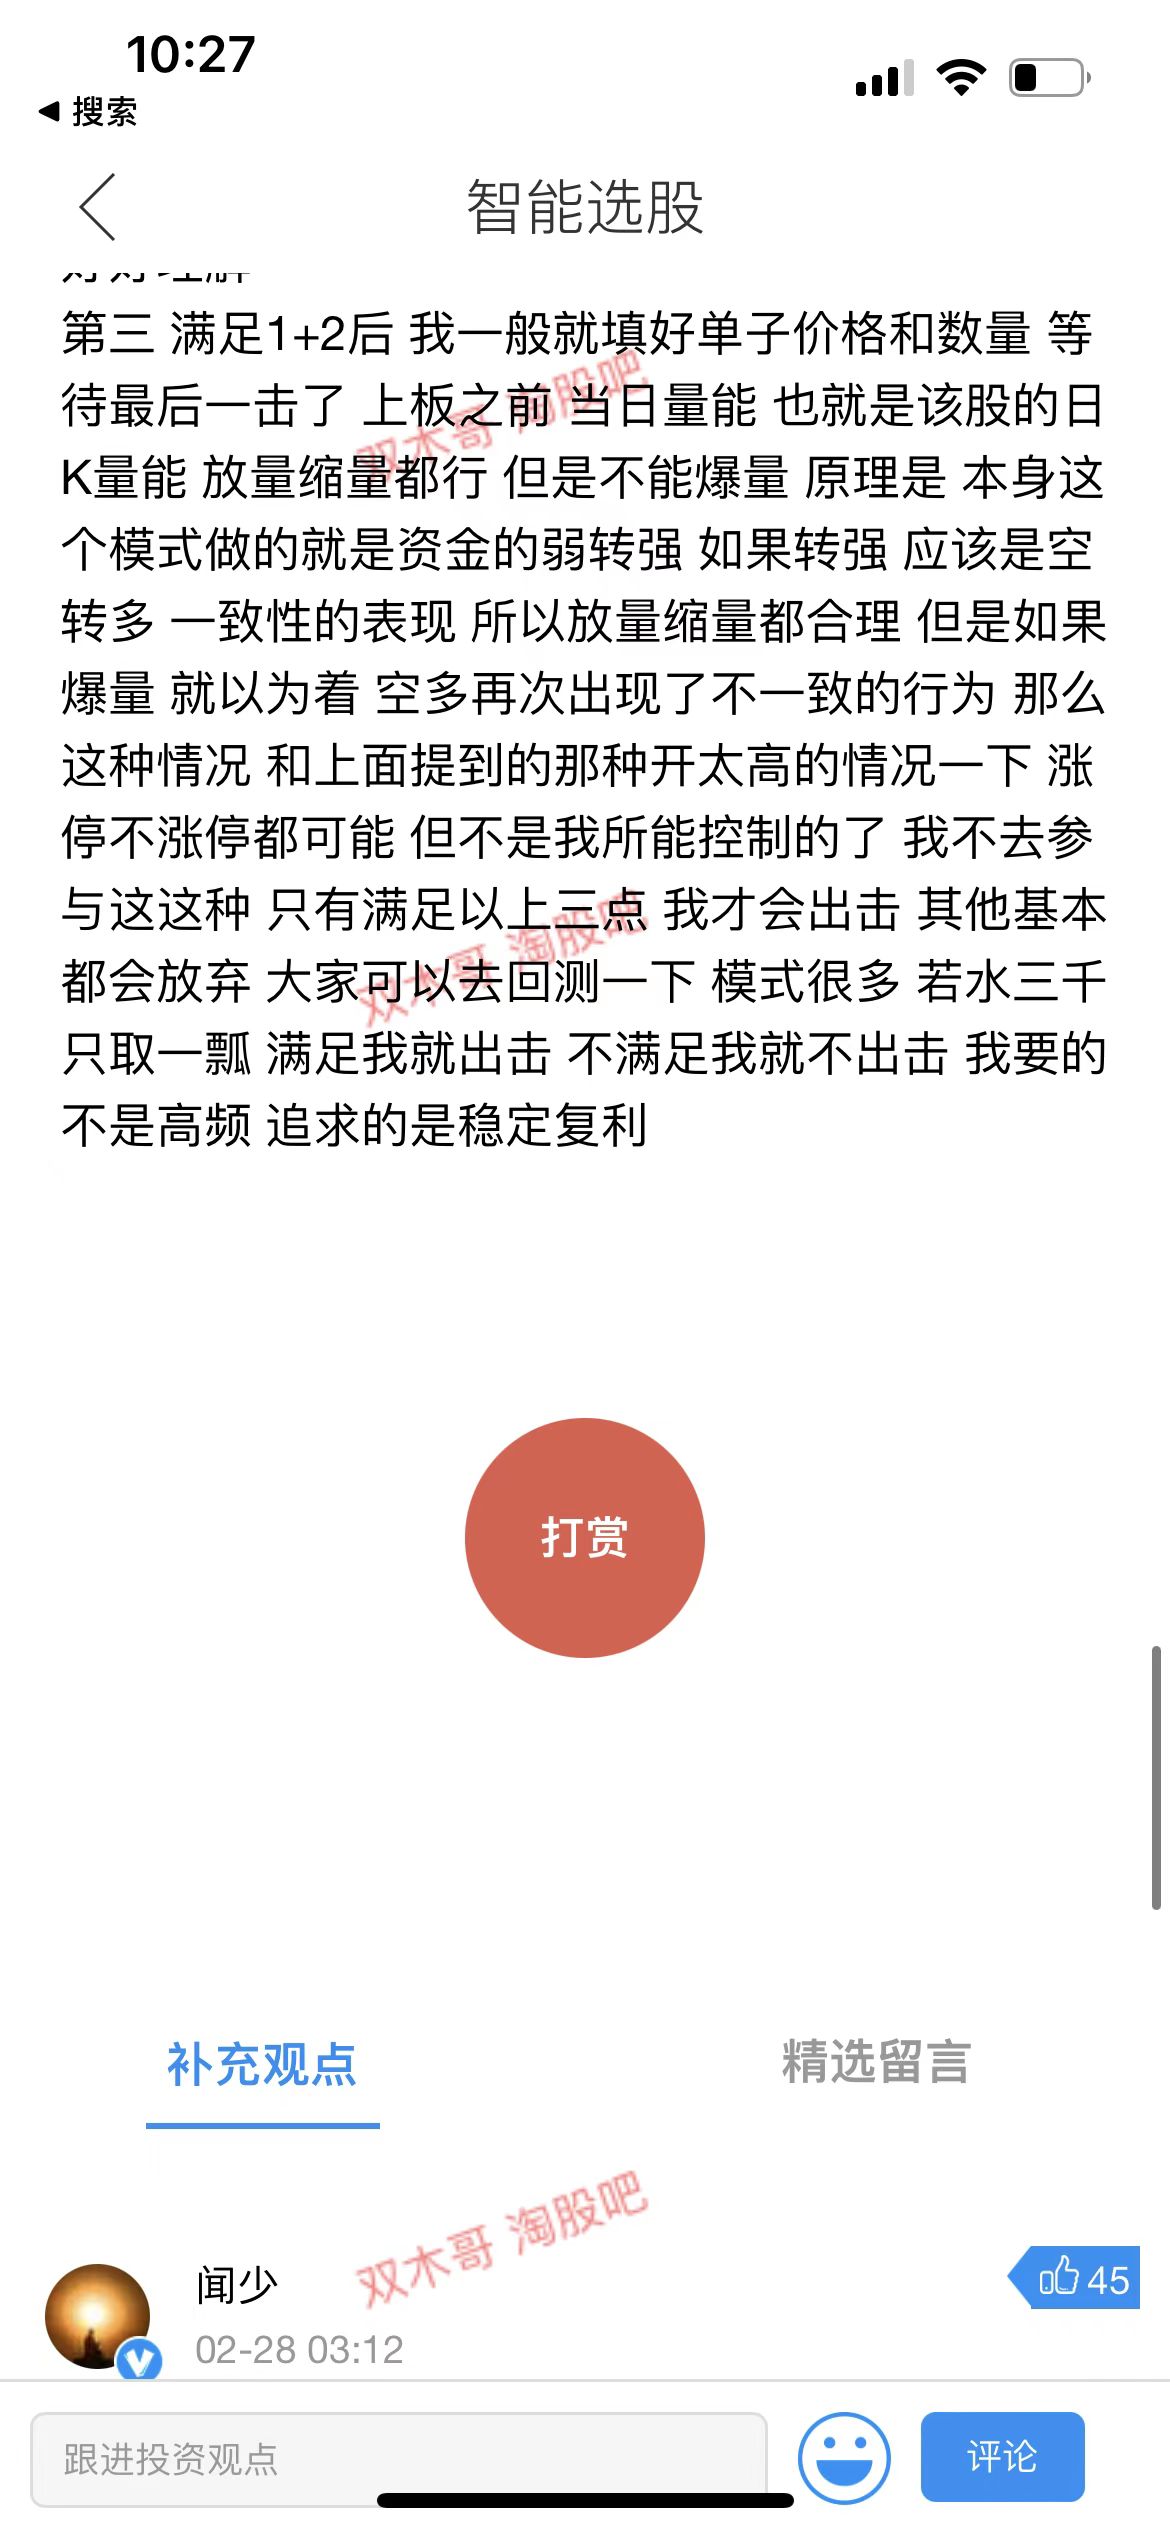 10:27
搜索
智能选股
好好理解
第三 满足1+2后 我一般就填好单子价格和数量 等
待最后一击了 上板之前 当日量能 也就是该股的日
K量能 放量缩量都行 但是不能爆量 原理是 本身这
个模式做的就是资金的弱转强 如果转强 应该是空
转多 一致性的表现 所以放量缩量都合理 但是如果
爆量 就以为着 空多再次出现了不一致的行为 那么
这种情况 和上面提到的那种开太高的情况一下 涨
停不涨停都可能 但不是我所能控制的了 我不去参
与这这种 只有满足以上三点 我才会出击 其他基本
都会放弃 大家可以去回测一下 模式很多 若水三千
只取一瓢 满足我就出击 不满足我就不出击 我要的
不是高频 追求的是稳定复利
双木哥 淘股吧
双木哥 淘股吧
打赏
补充观点
精选留言
双木哥 淘股吧
闻少
45
02-28 03:12
跟进投资观点
评论